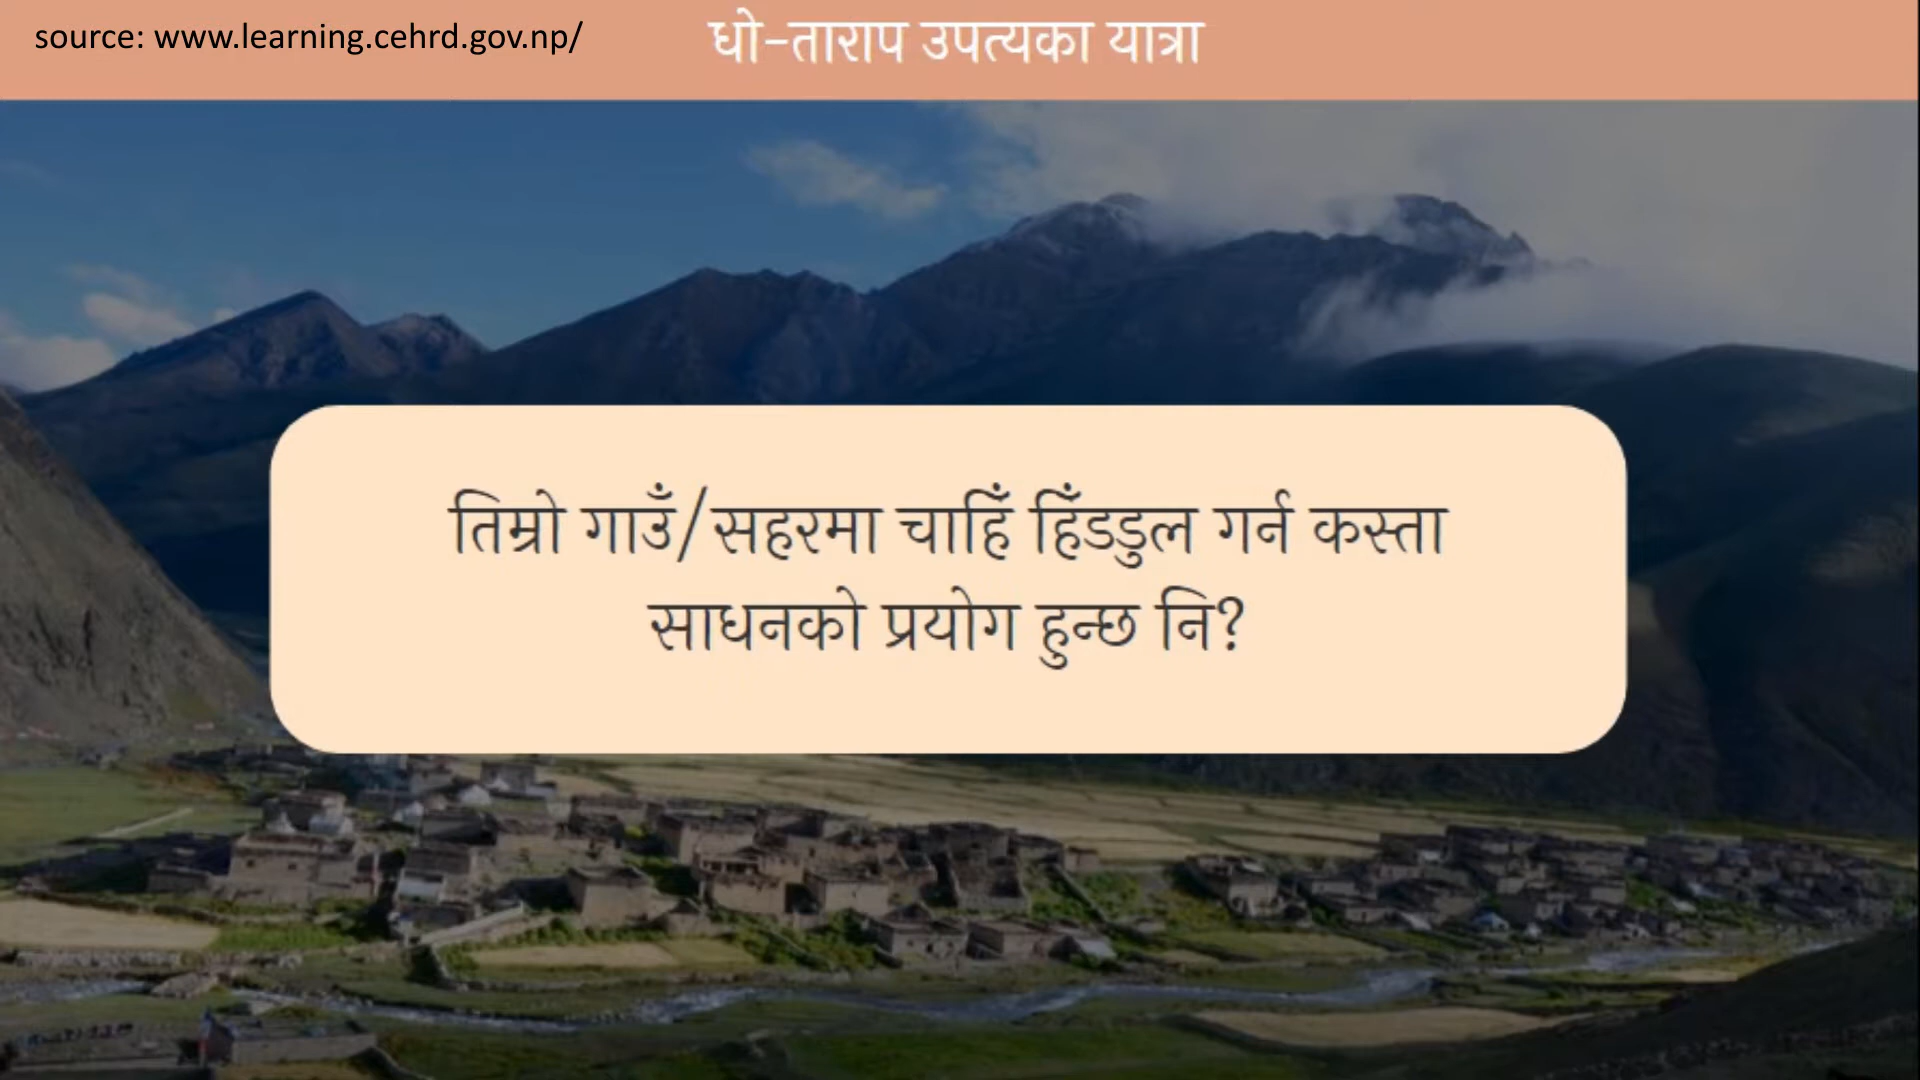 source: www.learning.cehrd.gov.np/
धो-ताराप उपत्यका यात्रा
तिम्रो गाउँ/सहरमा चाहिँ हिँडडुल गर्न कस्ता
साधनको प्रयोग हुन्छ नि?